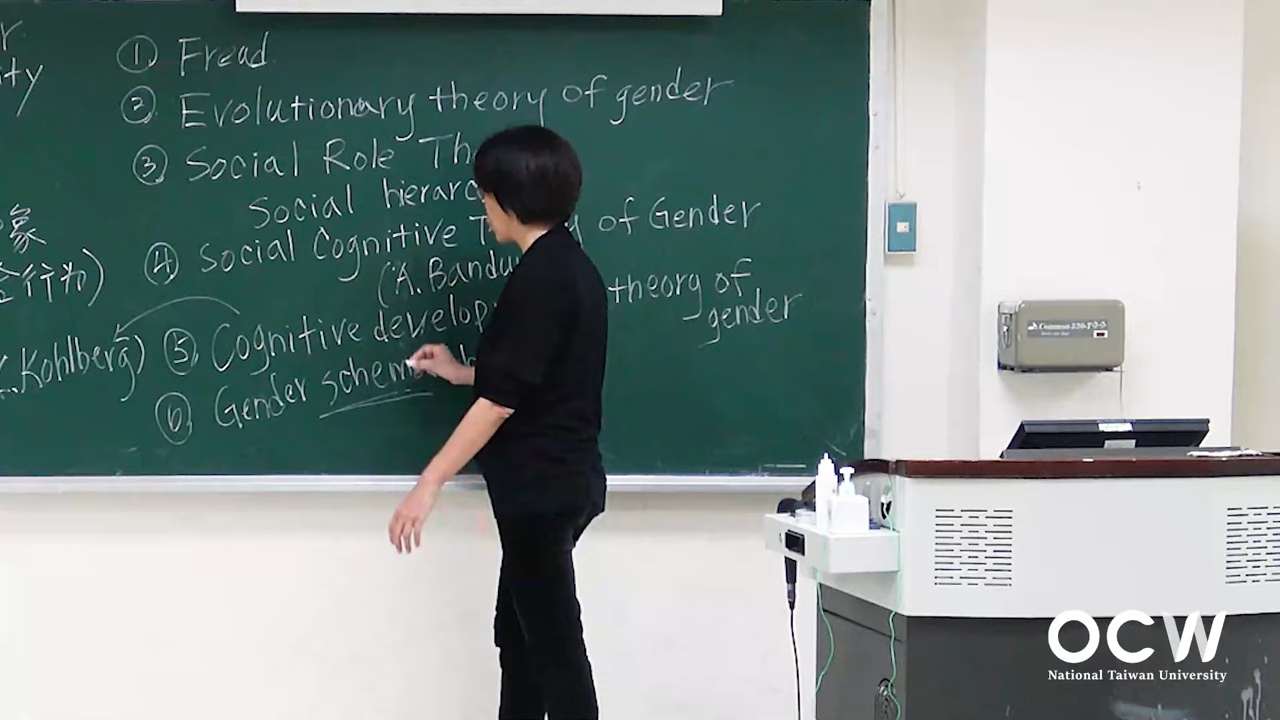 ity
① Fread
② Evolutionary theory of gender
③ Social Role Th
Social hierarc
象
④ Social Cognitive T y of Gender
行为)
(A. Bandu
⑤ Cognitive develop theory of
gender
Kohlberg)
⑥ Gender schem
OCW
National Taiwan University